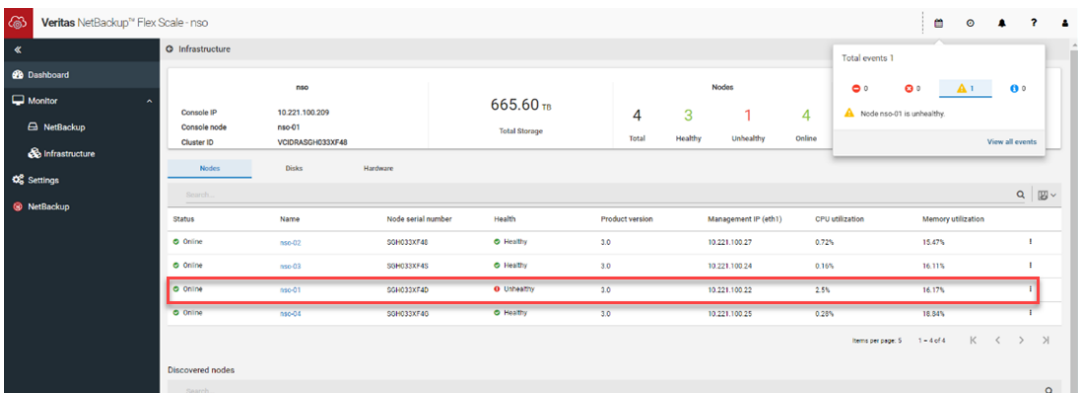 Veritas NetBackup™ Flex Scale - nso
?
«
Infrastructure
Dashboard
Monitor
NetBackup
Infrastructure
Settings
NetBackup
nso
Console IP 10.221.100.209
Console node nso-01
Cluster ID VCIDRASGH033XF48
665.60 TB
Total Storage
Nodes
4 3 1 4
Total Healthy Unhealthy Online
Total events 1
0 0 1 0
Node nso-01 is unhealthy.
View all events
Nodes Disks Hardware
Search...
Status Name Node serial number Health Product version Management IP (eth1) CPU utilization Memory utilization
Online nso-02 SGH033XF48 Healthy 3.0 10.221.100.27 0.72% 15.47%
Online nso-03 SGH033XF4S Healthy 3.0 10.221.100.24 0.16% 16.11%
Online nso-01 SGH033XF4D Unhealthy 3.0 10.221.100.22 2.5% 16.17%
Online nso-04 SGH033XF4G Healthy 3.0 10.221.100.25 0.28% 18.84%
Items per page: 5 1 – 4 of 4
Discovered nodes
Search...